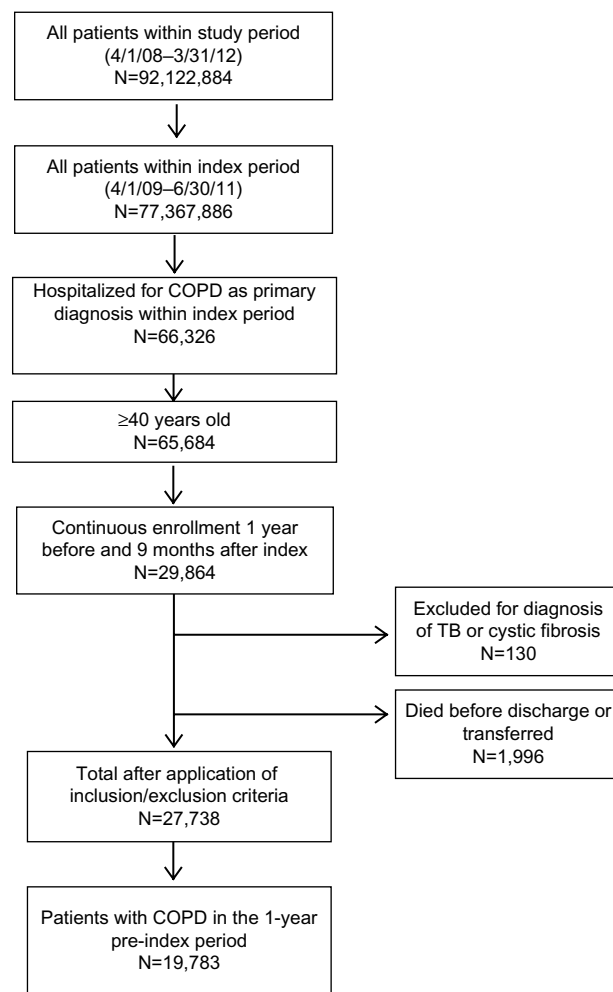 All patients within study period
(4/1/08–3/31/12)
N=92,122,884
All patients within index period
(4/1/09–6/30/11)
N=77,367,886
Hospitalized for COPD as primary
diagnosis within index period
N=66,326
≥40 years old
N=65,684
Continuous enrollment 1 year
before and 9 months after index
N=29,864
Excluded for diagnosis
of TB or cystic fibrosis
N=130
Died before discharge or
transferred
N=1,996
Total after application of
inclusion/exclusion criteria
N=27,738
Patients with COPD in the 1-year
pre-index period
N=19,783